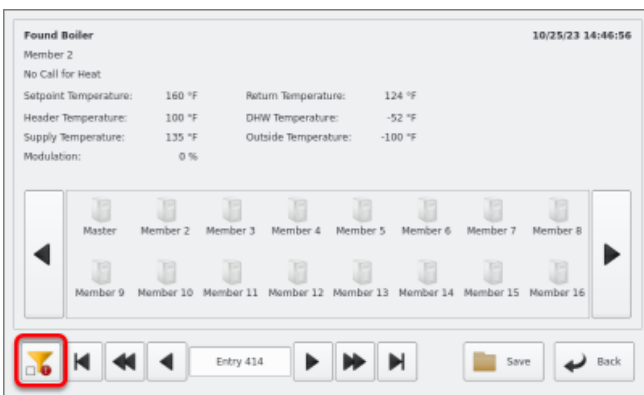 Found Boiler 10/25/23 14:46:56
Member 2
No Call for Heat
Setpoint Temperature: 160 °F Return Temperature: 124 °F
Header Temperature: 100 °F DHW Temperature: -52 °F
Supply Temperature: 135 °F Outside Temperature: -100 °F
Modulation: 0 %
Master Member 2 Member 3 Member 4 Member 5 Member 6 Member 7 Member 8
Member 9 Member 10 Member 11 Member 12 Member 13 Member 14 Member 15 Member 16
Entry 414 Save Back